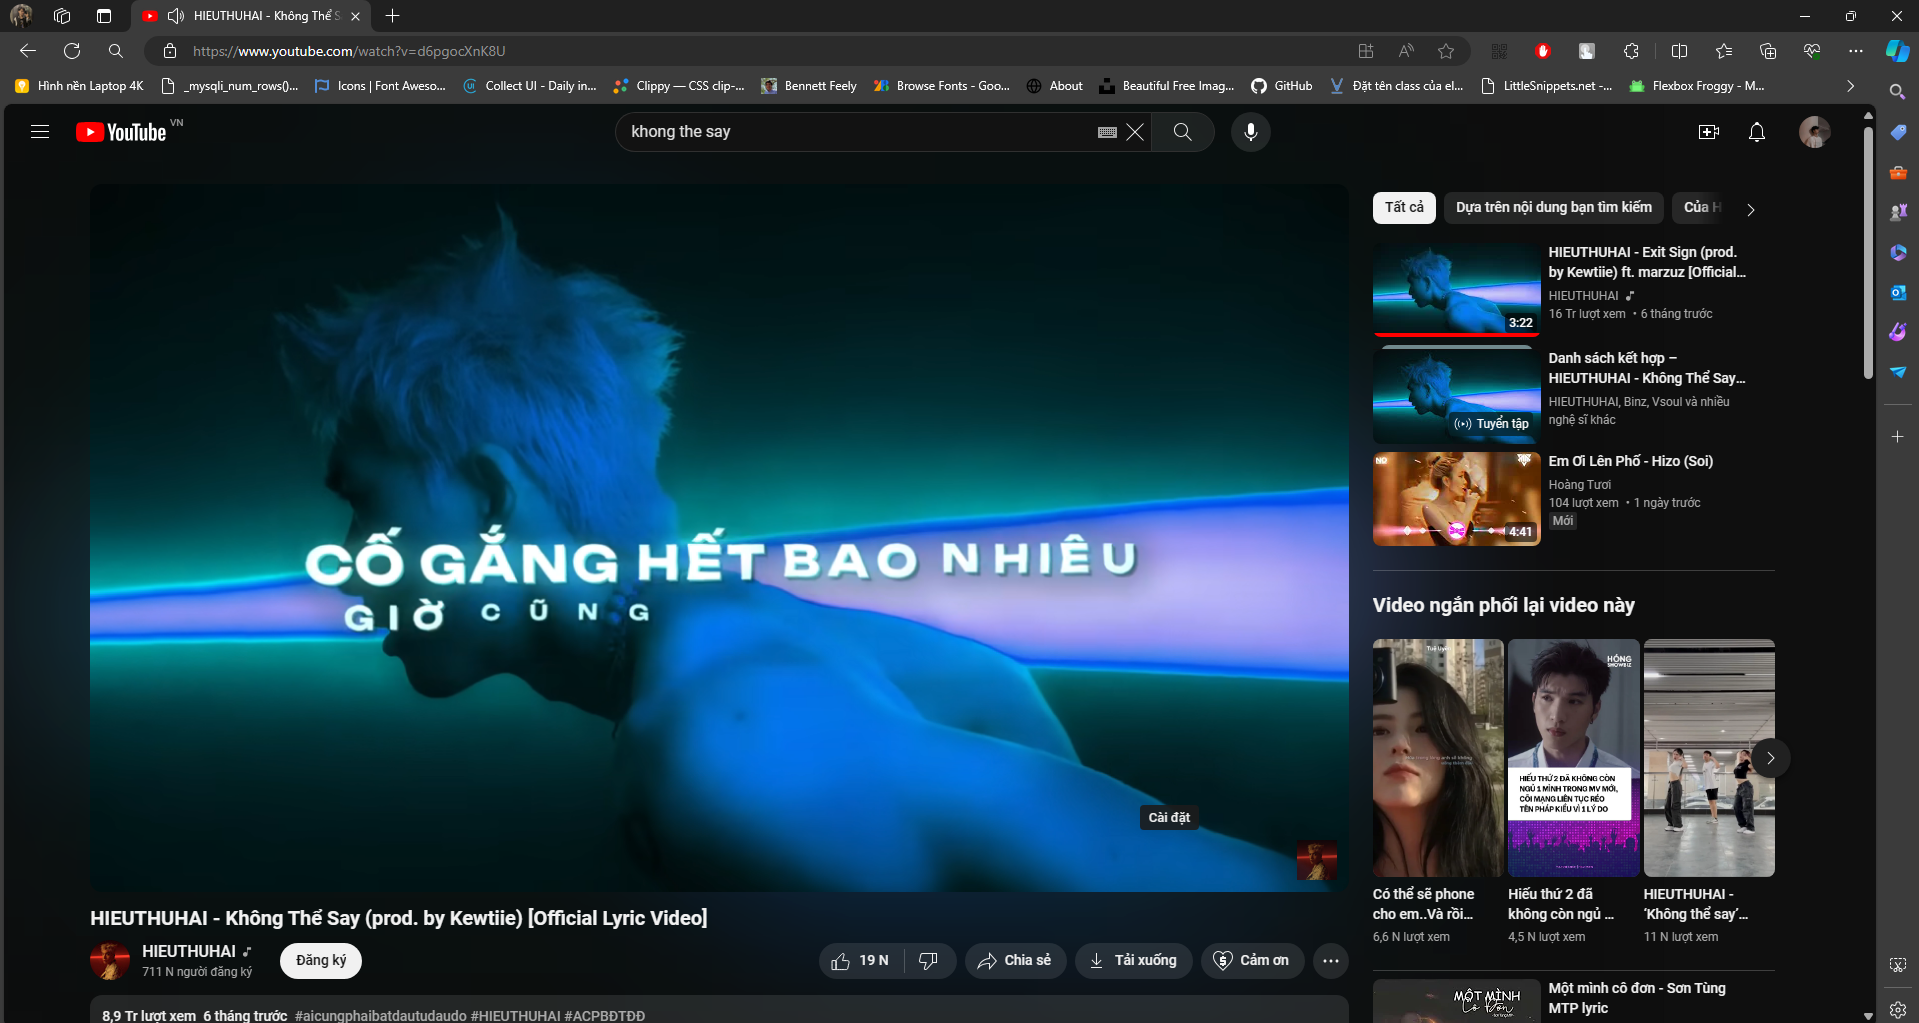 HIEUTHUHAI - Không Thể S
https://www.youtube.com/watch?v=d6pgocXnK8U
Hình nền Laptop 4K
_mysqli_num_rows()...
Icons | Font Aweso...
Collect UI - Daily in...
Clippy — CSS clip-...
Bennett Feely
Browse Fonts - Goo...
About
Beautiful Free Imag...
GitHub
Đặt tên class của el...
LittleSnippets.net -...
Flexbox Froggy - M...
YouTube VN
khong the say
CỐ GẮNG HẾT BAO NHIÊU
GIỜ CŨNG
Cài đặt
HIEUTHUHAI - Không Thể Say (prod. by Kewtiie) [Official Lyric Video]
HIEUTHUHAI
711 N người đăng ký
Đăng ký
19 N
Chia sẻ
Tải xuống
Cảm ơn
8,9 Tr lượt xem 6 tháng trước #aicungphaibatdautudaudo #HIEUTHUHAI #ACPBĐTĐĐ
Tất cả
Dựa trên nội dung bạn tìm kiếm
Của H
HIEUTHUHAI - Exit Sign (prod.
by Kewtiie) ft. marzuz [Official...
HIEUTHUHAI
16 Tr lượt xem • 6 tháng trước
3:22
Danh sách kết hợp –
HIEUTHUHAI - Không Thể Say...
HIEUTHUHAI, Binz, Vsoul và nhiều
nghệ sĩ khác
Tuyển tập
Em Ơi Lên Phố - Hizo (Soi)
Hoàng Tươi
104 lượt xem • 1 ngày trước
Mới
4:41
Video ngắn phối lại video này
HÓNG
SHOWBIZ
HIẾU THỨ 2 ĐÃ KHÔNG CÒN
NGỦ 1 MÌNH TRONG MV MỚI,
CÕI MẠNG LIÊN TỤC RÉO
TÊN PHÁP KIỀU VÌ 1 LÝ DO
Có thể sẽ phone
cho em..Và rồi...
6,6 N lượt xem
Hiếu thứ 2 đã
không còn ngủ ...
4,5 N lượt xem
HIEUTHUHAI -
‘Không thể say’...
11 N lượt xem
MỘT MÌNH
Cô Đơn
Một mình cô đơn - Sơn Tùng
MTP lyric